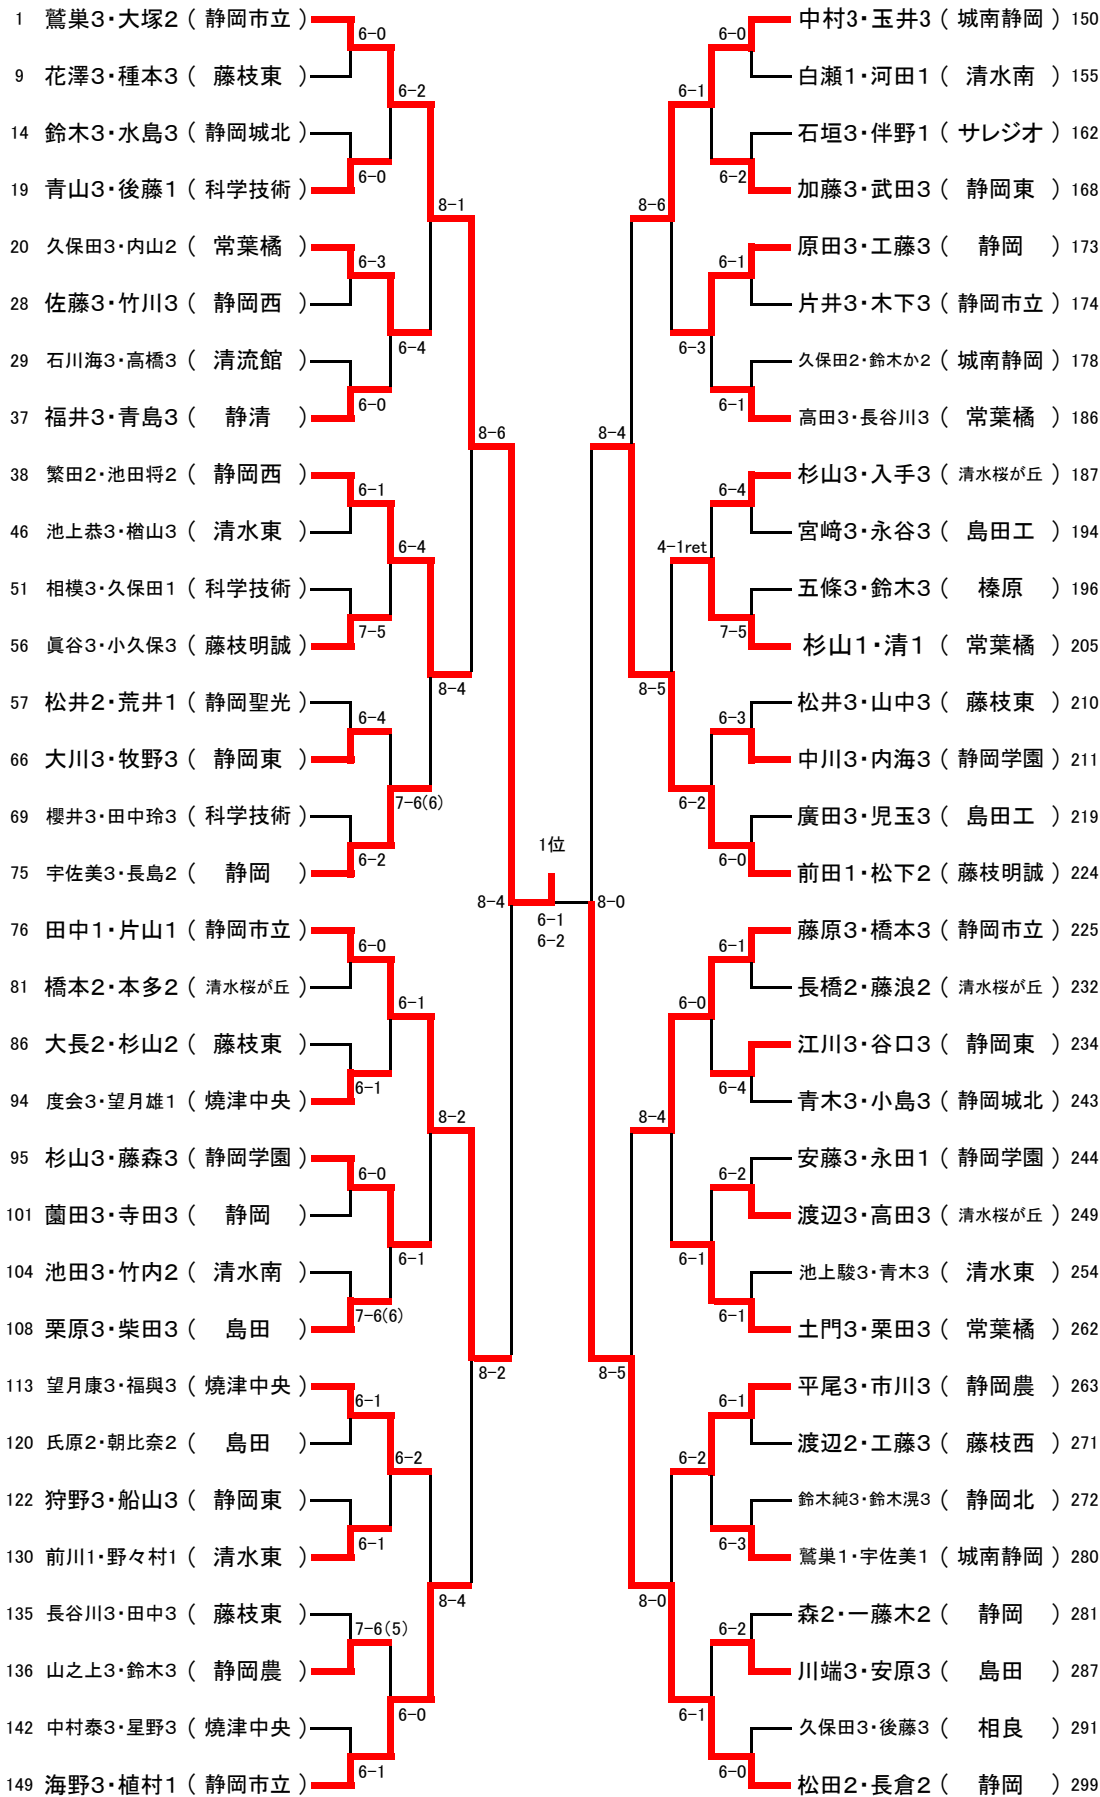 1 鷲巣3・大塚2 ( 静岡市立 )
6-0
9 花澤3・種本3 ( 藤枝東 )
6-2
14 鈴木3・水島3 ( 静岡城北 )
6-0
19 青山3・後藤1 ( 科学技術 )
8-1
20 久保田3・内山2 ( 常葉橘 )
6-3
28 佐藤3・竹川3 ( 静岡西 )
6-4
29 石川海3・高橋3 ( 清流館 )
6-0
37 福井3・青島3 ( 静清 )
8-6
38 繁田2・池田将2 ( 静岡西 )
6-1
46 池上恭3・楢山3 ( 清水東 )
6-4
51 相模3・久保田1 ( 科学技術 )
7-5
56 眞谷3・小久保3 ( 藤枝明誠 )
8-4
57 松井2・荒井1 ( 静岡聖光 )
6-4
66 大川3・牧野3 ( 静岡東 )
7-6(6)
69 櫻井3・田中玲3 ( 科学技術 )
6-2
75 宇佐美3・長島2 ( 静岡 )
8-4
76 田中1・片山1 ( 静岡市立 )
6-0
81 橋本2・本多2 ( 清水桜が丘 )
6-1
86 大長2・杉山2 ( 藤枝東 )
6-1
94 度会3・望月雄1 ( 焼津中央 )
8-2
95 杉山3・藤森3 ( 静岡学園 )
6-0
101 薗田3・寺田3 ( 静岡 )
6-1
104 池田3・竹内2 ( 清水南 )
7-6(6)
108 栗原3・柴田3 ( 島田 )
8-2
113 望月康3・福與3 ( 焼津中央 )
6-1
120 氏原2・朝比奈2 ( 島田 )
6-2
122 狩野3・船山3 ( 静岡東 )
6-1
130 前川1・野々村1 ( 清水東 )
8-4
135 長谷川3・田中3 ( 藤枝東 )
7-6(5)
136 山之上3・鈴木3 ( 静岡農 )
6-0
142 中村泰3・星野3 ( 焼津中央 )
6-1
149 海野3・植村1 ( 静岡市立 )
1位
6-1
6-2
中村3・玉井3 ( 城南静岡 ) 150
6-0
白瀬1・河田1 ( 清水南 ) 155
6-1
石垣3・伴野1 ( サレジオ ) 162
6-2
加藤3・武田3 ( 静岡東 ) 168
8-6
原田3・工藤3 ( 静岡 ) 173
6-1
片井3・木下3 ( 静岡市立 ) 174
6-3
久保田2・鈴木か2 ( 城南静岡 ) 178
6-1
高田3・長谷川3 ( 常葉橘 ) 186
8-4
杉山3・入手3 ( 清水桜が丘 ) 187
6-4
宮﨑3・永谷3 ( 島田工 ) 194
4-1ret
五條3・鈴木3 ( 榛原 ) 196
7-5
杉山1・清1 ( 常葉橘 ) 205
8-5
松井3・山中3 ( 藤枝東 ) 210
6-3
中川3・内海3 ( 静岡学園 ) 211
6-2
廣田3・児玉3 ( 島田工 ) 219
6-0
前田1・松下2 ( 藤枝明誠 ) 224
8-0
藤原3・橋本3 ( 静岡市立 ) 225
6-1
長橋2・藤浪2 ( 清水桜が丘 ) 232
6-0
江川3・谷口3 ( 静岡東 ) 234
6-4
青木3・小島3 ( 静岡城北 ) 243
8-4
安藤3・永田1 ( 静岡学園 ) 244
6-2
渡辺3・高田3 ( 清水桜が丘 ) 249
6-1
池上駿3・青木3 ( 清水東 ) 254
6-1
土門3・栗田3 ( 常葉橘 ) 262
8-5
平尾3・市川3 ( 静岡農 ) 263
6-1
渡辺2・工藤3 ( 藤枝西 ) 271
6-2
鈴木純3・鈴木滉3 ( 静岡北 ) 272
6-3
鷲巣1・宇佐美1 ( 城南静岡 ) 280
8-0
森2・一藤木2 ( 静岡 ) 281
6-2
川端3・安原3 ( 島田 ) 287
6-1
久保田3・後藤3 ( 相良 ) 291
6-0
松田2・長倉2 ( 静岡 ) 299